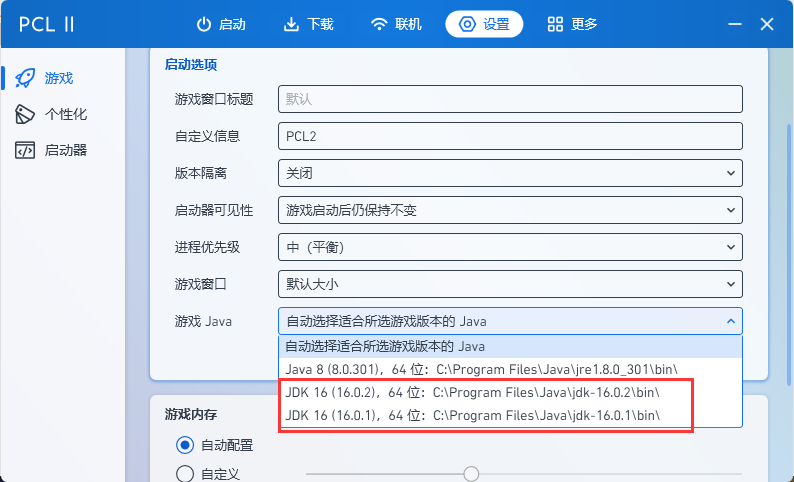 PCL II 启动 下载 联机 设置 更多
游戏
个性化
启动器
启动选项
游戏窗口标题 默认
自定义信息 PCL2
版本隔离 关闭
启动器可见性 游戏启动后仍保持不变
进程优先级 中（平衡）
游戏窗口 默认大小
游戏 Java 自动选择适合所选游戏版本的 Java
自动选择适合所选游戏版本的 Java
Java 8 (8.0.301)，64 位：C:\Program Files\Java\jre1.8.0_301\bin\
JDK 16 (16.0.2)，64 位：C:\Program Files\Java\jdk-16.0.2\bin\
JDK 16 (16.0.1)，64 位：C:\Program Files\Java\jdk-16.0.1\bin\
游戏内存
自动配置
自定义